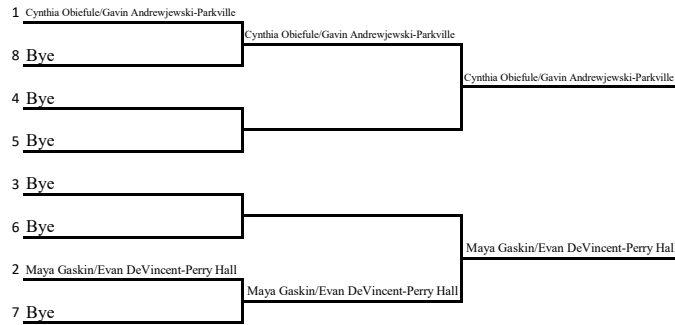 1 Cynthia Obiefule/Gavin Andrewjewski-Parkville
Cynthia Obiefule/Gavin Andrewjewski-Parkville
8 Bye
Cynthia Obiefule/Gavin Andrewjewski-Parkville
4 Bye
5 Bye
3 Bye
6 Bye
Maya Gaskin/Evan DeVincent-Perry Hall
2 Maya Gaskin/Evan DeVincent-Perry Hall
Maya Gaskin/Evan DeVincent-Perry Hall
7 Bye